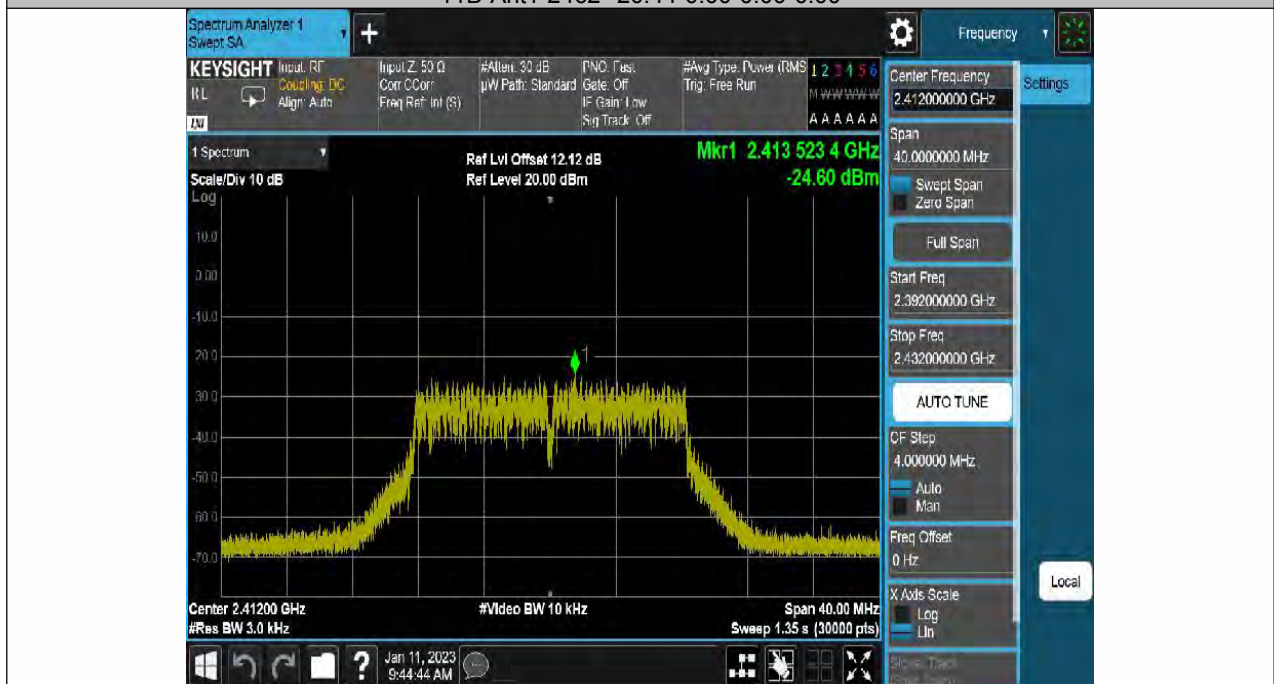 Spectrum Analyzer 1
Swept SA
+
Frequency
KEYSIGHT
Input: RF
Coupling: DC
Align: Auto
Input Z: 50 Ω
Corr CCorr
Freq Ref: Int (S)
#Atten: 30 dB
µW Path: Standard
PNO: Fast
Gate: Off
IF Gain: Low
Sig Track: Off
#Avg Type: Power (RMS
Trig: Free Run
1 2 3 4 5 6
M W W W W W
A A A A A A
Center Frequency
2.412000000 GHz
Settings
Span
40.0000000 MHz
Swept Span
Zero Span
Full Span
Start Freq
2.392000000 GHz
Stop Freq
2.432000000 GHz
AUTO TUNE
CF Step
4.000000 MHz
Auto
Man
Freq Offset
0 Hz
X Axis Scale
Log
Lin
Local
1 Spectrum
Scale/Div 10 dB
Log
Ref Lvl Offset 12.12 dB
Ref Level 20.00 dBm
Mkr1 2.413 523 4 GHz
-24.60 dBm
10.0
0.00
-10.0
-20.0
-30.0
-40.0
-50.0
-60.0
-70.0
1
Center 2.41200 GHz
#Res BW 3.0 kHz
#Video BW 10 kHz
Span 40.00 MHz
Sweep 1.35 s (30000 pts)
?
Jan 11, 2023
9:44:44 AM